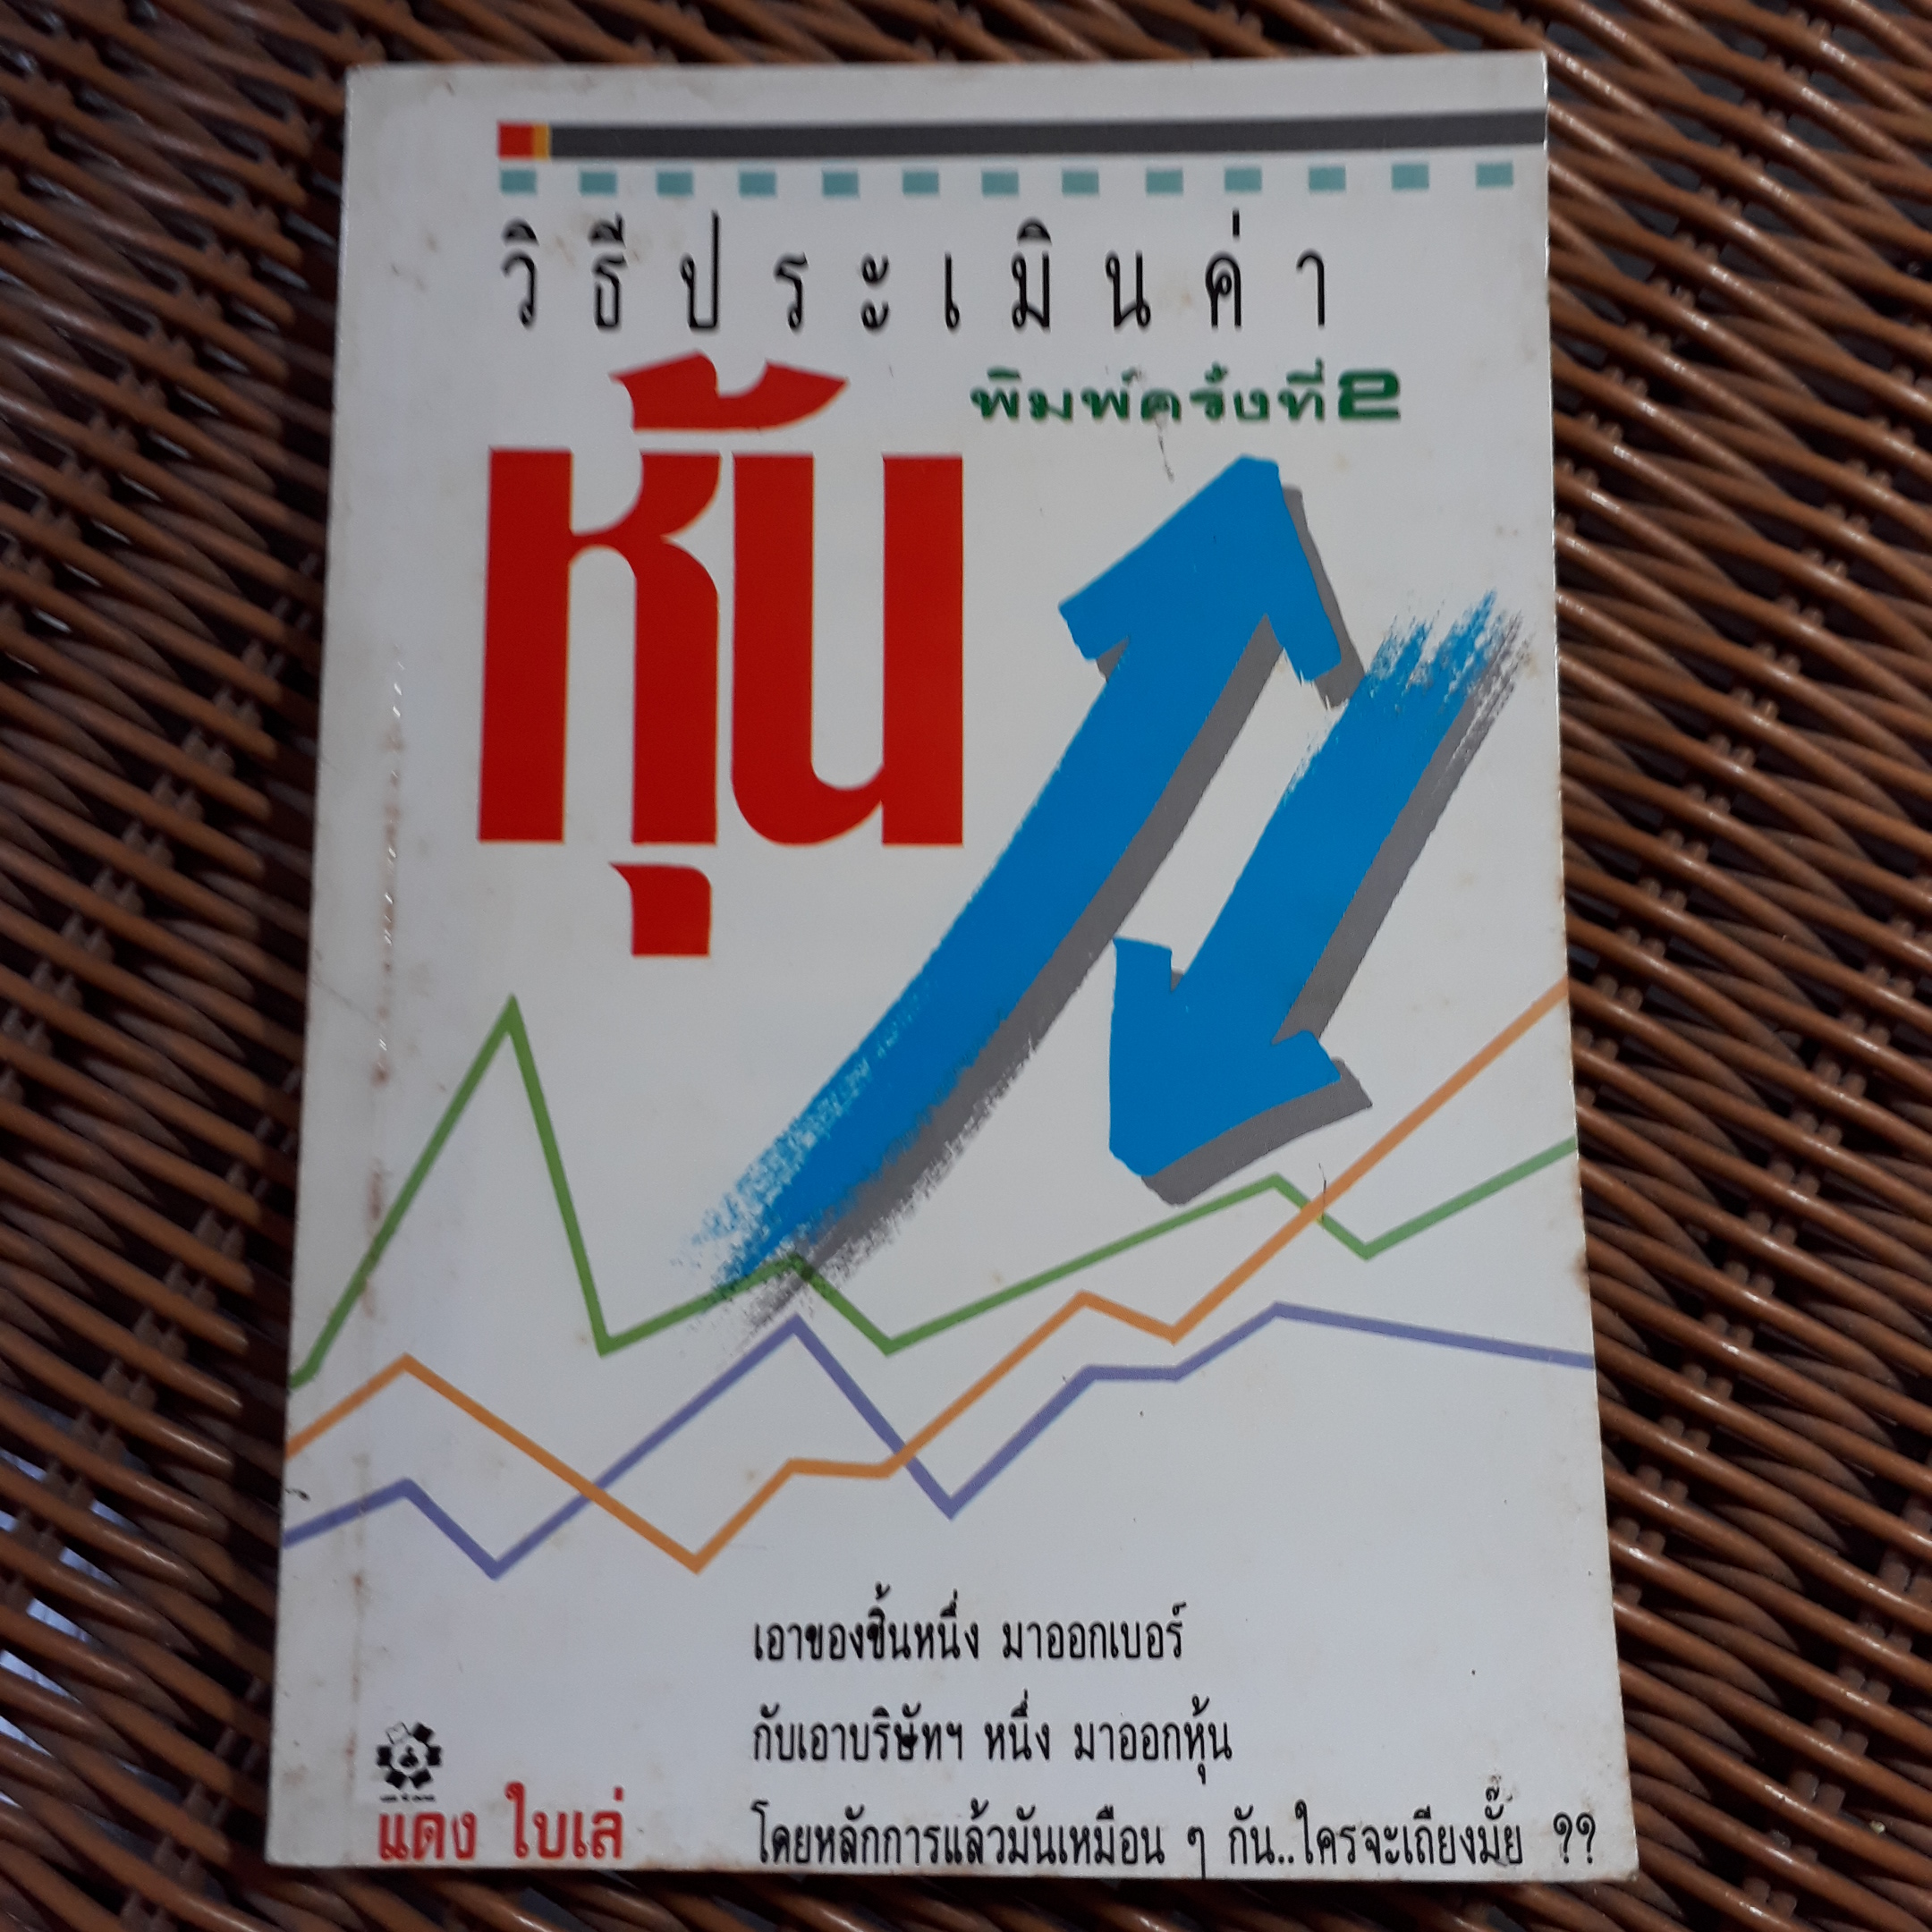 วิธีประเมินค่า
หุ้น
พิมพ์ครั้งที่2
เอาของชิ้นหนึ่ง มาออกเบอร์
กับเอาบริษัทฯ หนึ่ง มาออกหุ้น
แดง ใบเล่
โดยหลักการแล้วมันเหมือน ๆ กัน..ใครจะเถียงมั๊ย ??